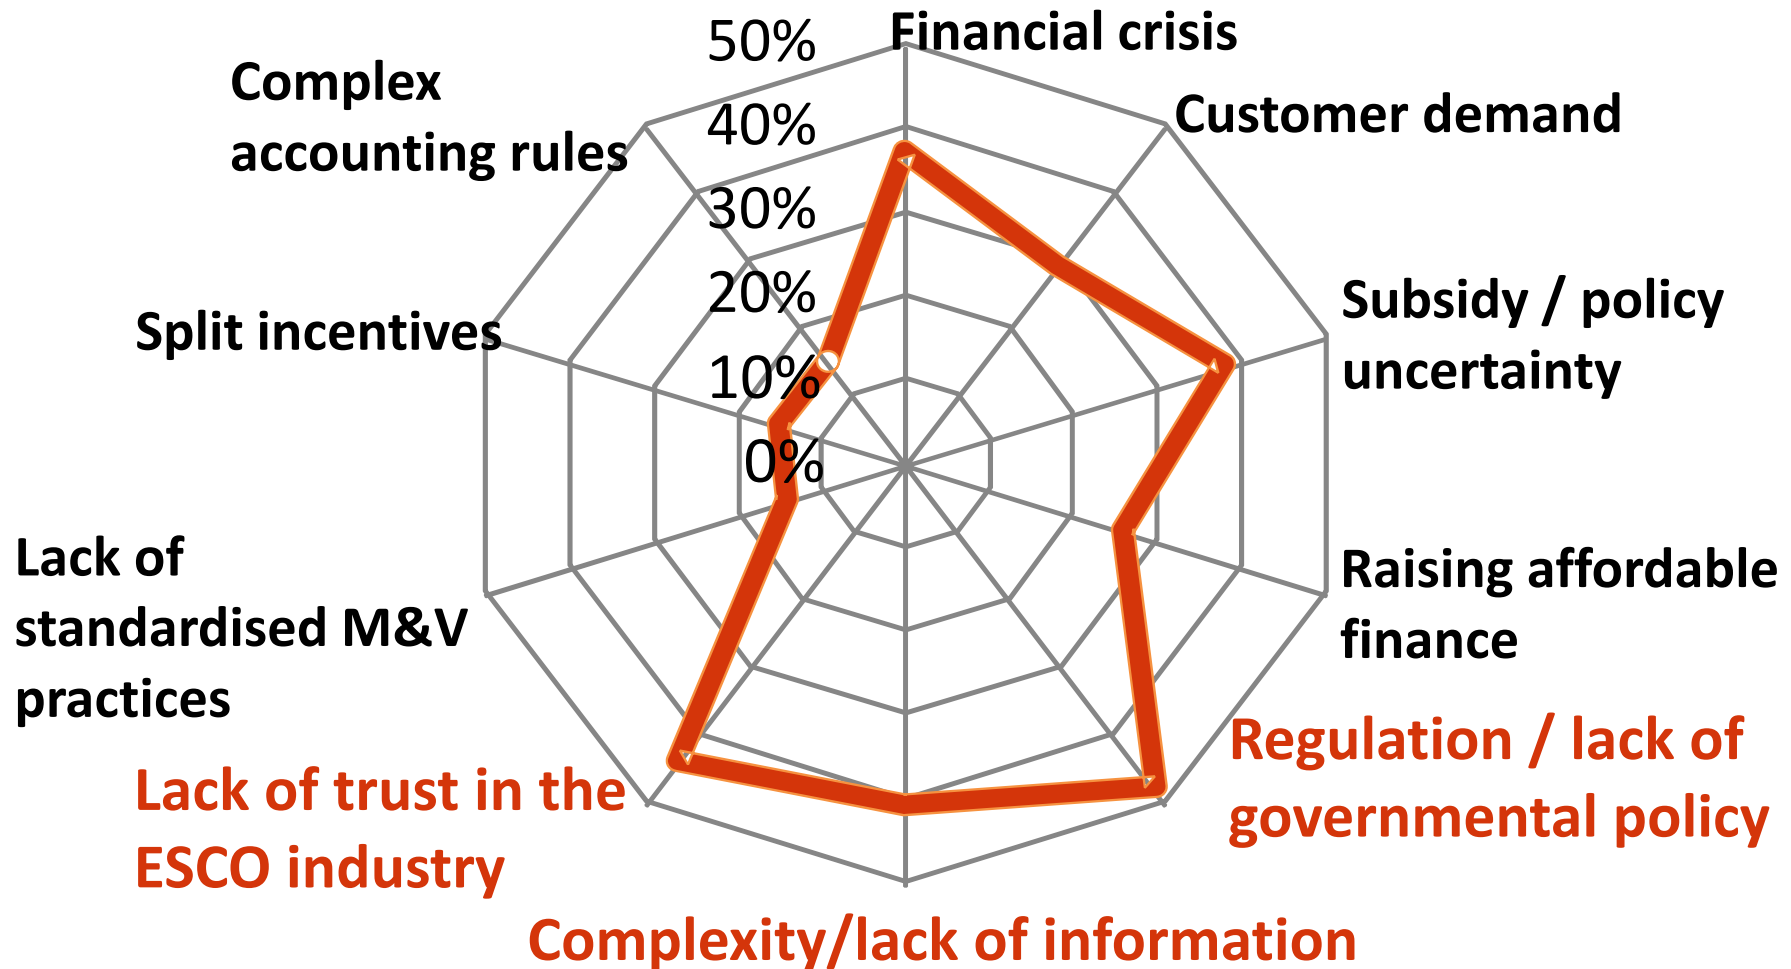 Financial crisis
50%
Complex
accounting rules
40%
Customer demand
30%
20%
Split incentives
Subsidy / policy
uncertainty
10%
0%
Lack of
standardised M&V
practices
Raising affordable
finance
Regulation / lack of
governmental policy
Lack of trust in the
ESCO industry
Complexity/lack of information